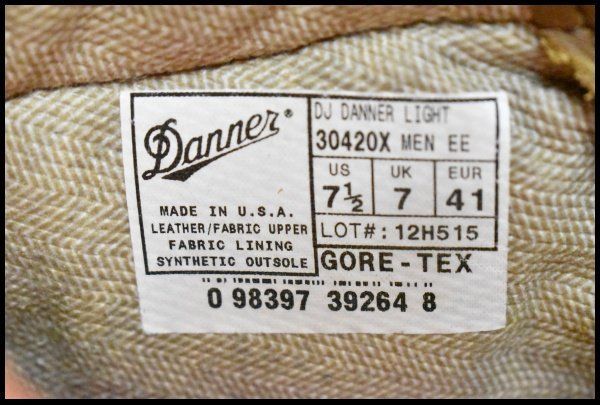 Danner®
MADE IN U.S.A.
LEATHER/FABRIC UPPER
FABRIC LINING
SYNTHETIC OUTSOLE
DJ DANNER LIGHT
30420X MEN EE
US UK EUR
7½ 7 41
LOT#: 12H515
GORE-TEX
0 98397 39264 8